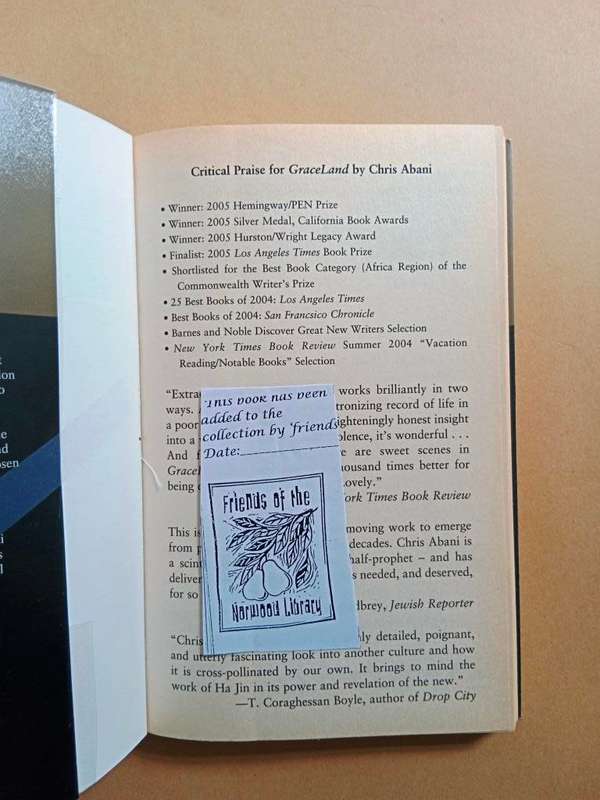 Critical Praise for GraceLand by Chris Abani
• Winner: 2005 Hemingway/PEN Prize
• Winner: 2005 Silver Medal, California Book Awards
• Winner: 2005 Hurston/Wright Legacy Award
• Finalist: 2005 Los Angeles Times Book Prize
• Shortlisted for the Best Book Category (Africa Region) of the
Commonwealth Writer's Prize
• 25 Best Books of 2004: Los Angeles Times
• Best Books of 2004: San Francsico Chronicle
• Barnes and Noble Discover Great New Writers Selection
• New York Times Book Review Summer 2004 "Vacation
Reading/Notable Books" Selection
"Extra works brilliantly in two
ways. tronizing record of life in
a poor ighteningly honest insight
into a olence, it's wonderful . . .
And f re are sweet scenes in
Grace housand times better for
being Lovely."
rk Times Book Review
This is moving work to emerge
from p decades. Chris Abani is
a scin half-prophet – and has
deliver s needed, and deserved,
for so
dbrey, Jewish Reporter
"Chris ly detailed, poignant,
and utterly fascinating look into another culture and how
it is cross-pollinated by our own. It brings to mind the
work of Ha Jin in its power and revelation of the new."
—T. Coraghessan Boyle, author of Drop City
This book has been
added to the
collection by 'friends
Date:
Friends of the
Norwood Library